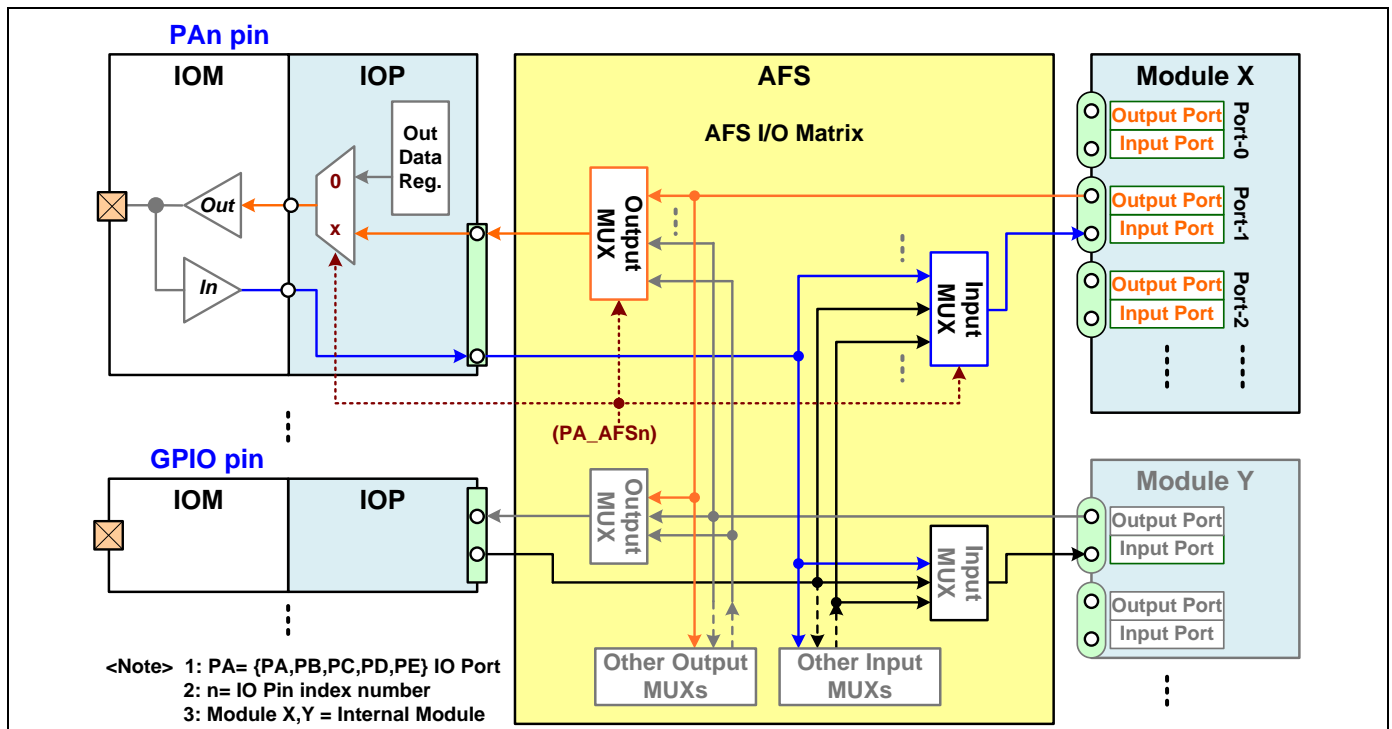 PAn pin
IOM
IOP
Out
Data
Reg.
0
x
Out
In
AFS
AFS I/O Matrix
Output
MUX
Input
MUX
(PA_AFSn)
Module X
Output Port
Input Port
Port-0
Output Port
Input Port
Port-1
Output Port
Input Port
Port-2
GPIO pin
IOM
IOP
Output
MUX
Input
MUX
Module Y
Output Port
Input Port
Output Port
Input Port
Other Output
MUXs
Other Input
MUXs
<Note> 1: PA= {PA,PB,PC,PD,PE} IO Port
2: n= IO Pin index number
3: Module X,Y = Internal Module